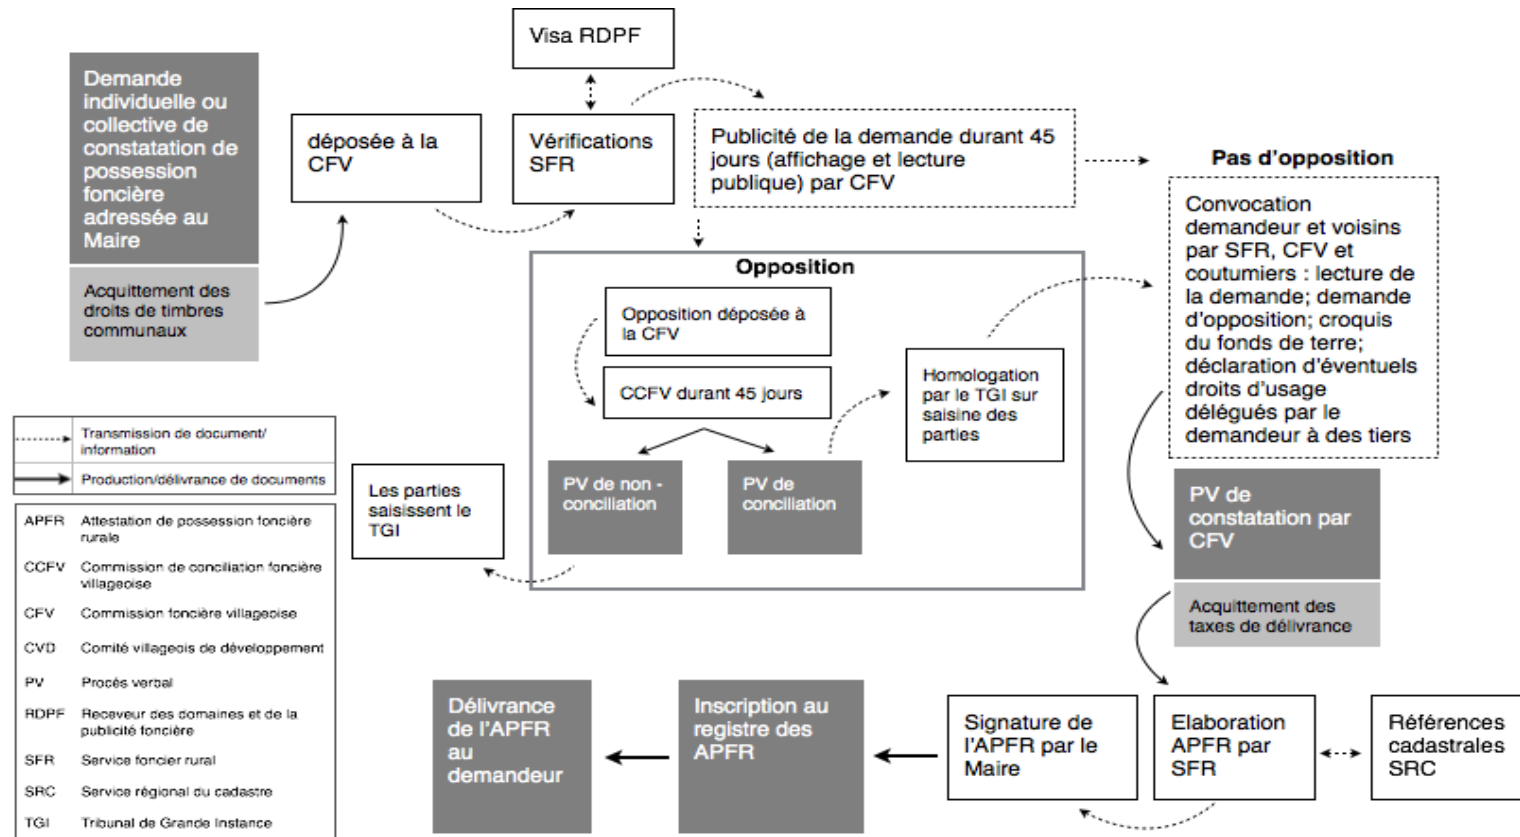 Visa RDPF
Demande
individuelle ou
collective de
constatation de
possession
foncière
adressée au
Maire
Acquittement des
droits de timbres
communaux
déposée à la
CFV
Vérifications
SFR
Publicité de la demande durant 45
jours (affichage et lecture
publique) par CFV
Pas d'opposition
Convocation
demandeur et voisins
par SFR, CFV et
coutumiers : lecture de
la demande; demande
d'opposition; croquis
du fonds de terre;
déclaration d'éventuels
droits d'usage
délégués par le
demandeur à des tiers
Opposition
Opposition déposée à
la CFV
CCFV durant 45 jours
Homologation
par le TGI sur
saisine des
parties
PV de non -
conciliation
PV de
conciliation
Les parties
saisissent le
TGI
PV de
constatation par
CFV
Acquittement des
taxes de délivrance
Transmission de document/
information
Production/délivrance de documents
APFR Attestation de possession foncière
rurale
CCFV Commission de conciliation foncière
villageoise
CFV Commission foncière villageoise
CVD Comité villageois de développement
PV Procès verbal
RDPF Receveur des domaines et de la
publicité foncière
SFR Service foncier rural
SRC Service régional du cadastre
TGI Tribunal de Grande Instance
Délivrance
de l'APFR
au
demandeur
Inscription au
registre des
APFR
Signature de
l'APFR par le
Maire
Elaboration
APFR par
SFR
Références
cadastrales
SRC